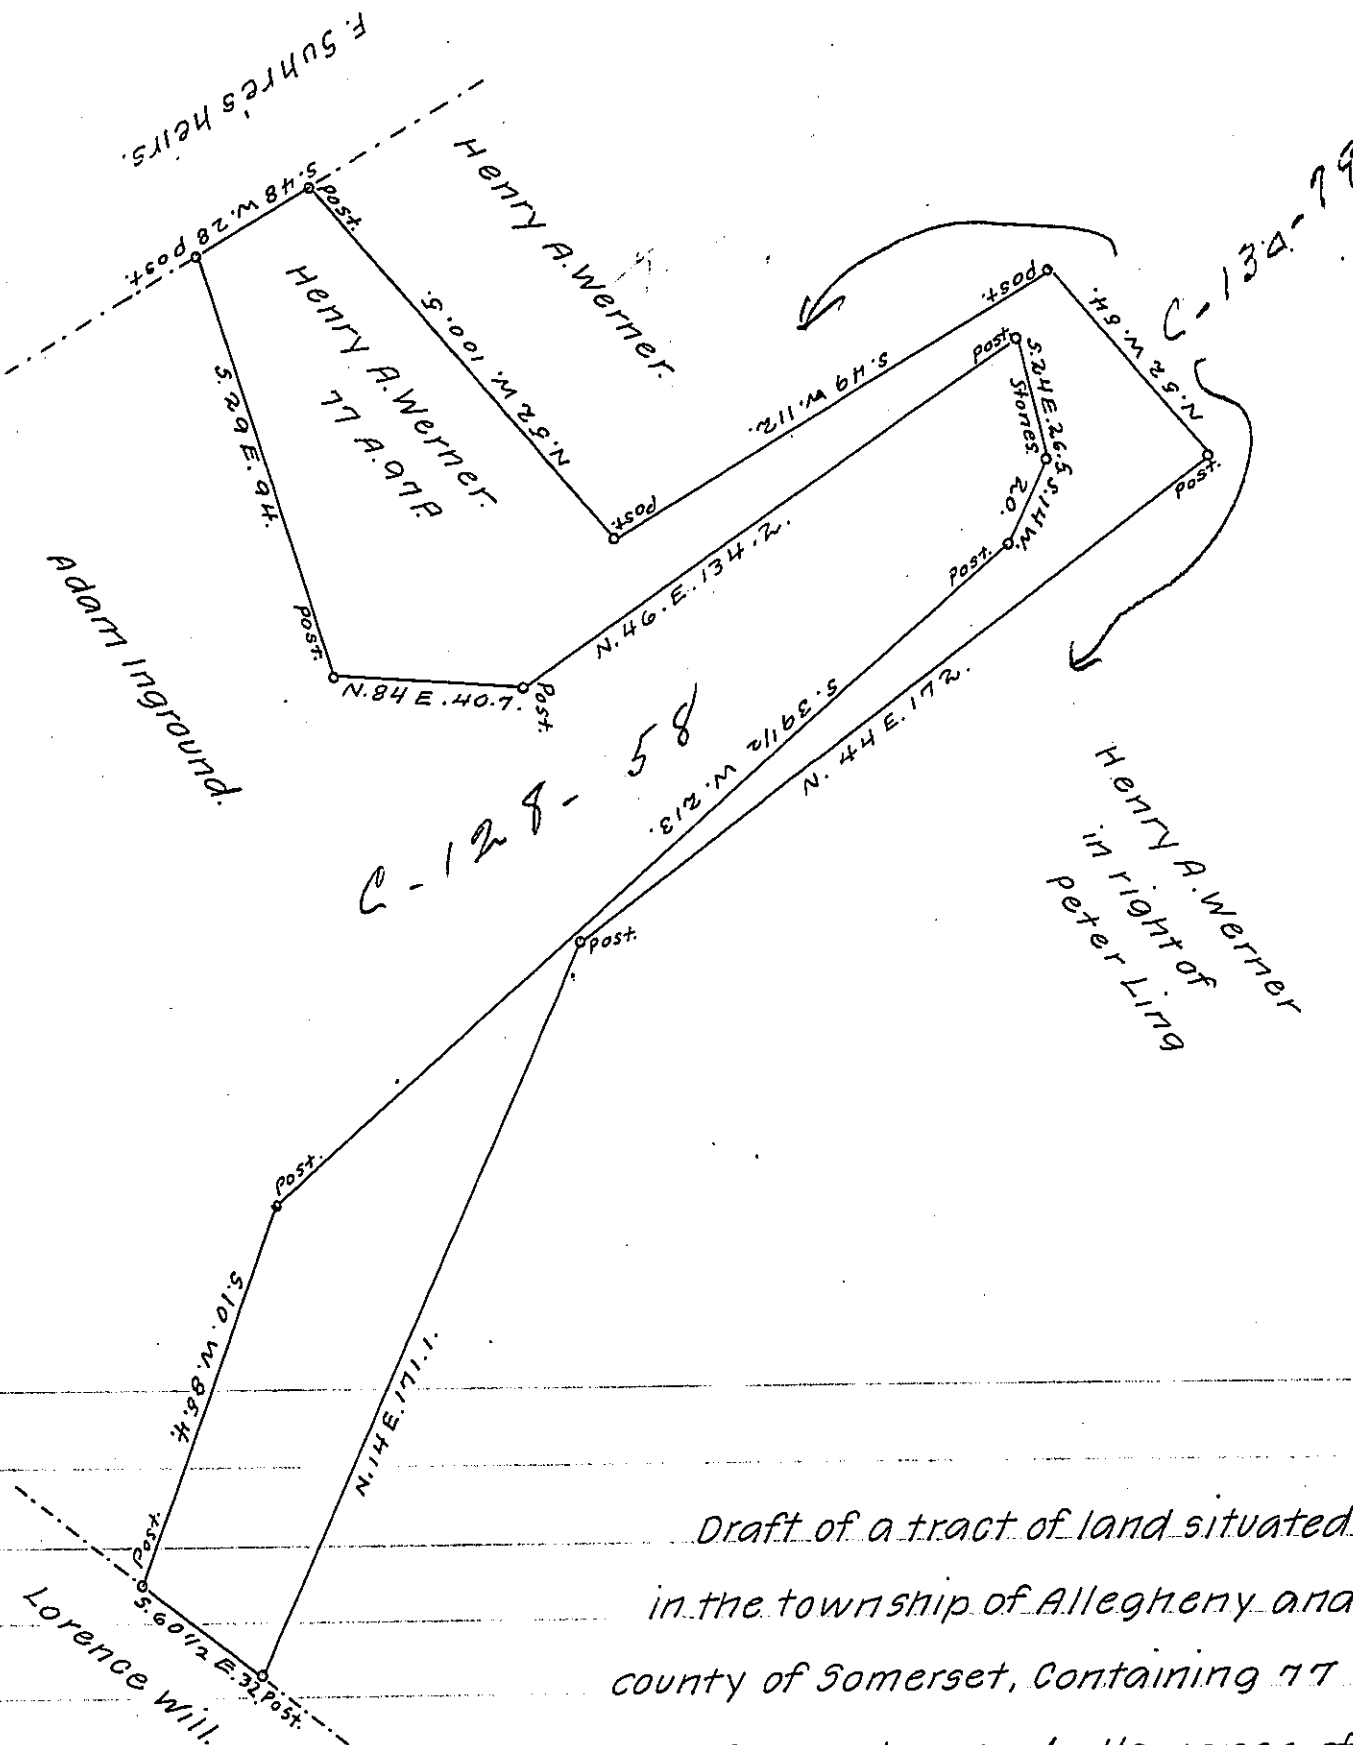 F. Suhre's heirs.
S. 48 W. 28 post.
post.
Henry A. Werner.
Henry A. Werner.
77 A. 97 P.
N. 52 W. 100.5.
S. 29 E. 94.
Post.
Adam Inground.
N. 84 E. 40.7.
Post.
N. 46. E. 134.2.
Post.
S. 49 W. 112.
post.
N. 52 W. 54.
C-134-79
post.
S. 24 E. 26.5
Stones.
S. 14 W.
20.
post.
post.
S. 39 1/2 W. 213.
N. 44 E. 172.
C-128-58
post.
Henry A. Werner
in right of
Peter Ling
Post.
S. 10. W. 85.4.
N. 14 E. 171.1.
Post.
S. 60 1/2 E. 32. Post.
Lorence Will.
Draft of a tract of land situated
in the township of Allegheny and
county of Somerset, Containing 77